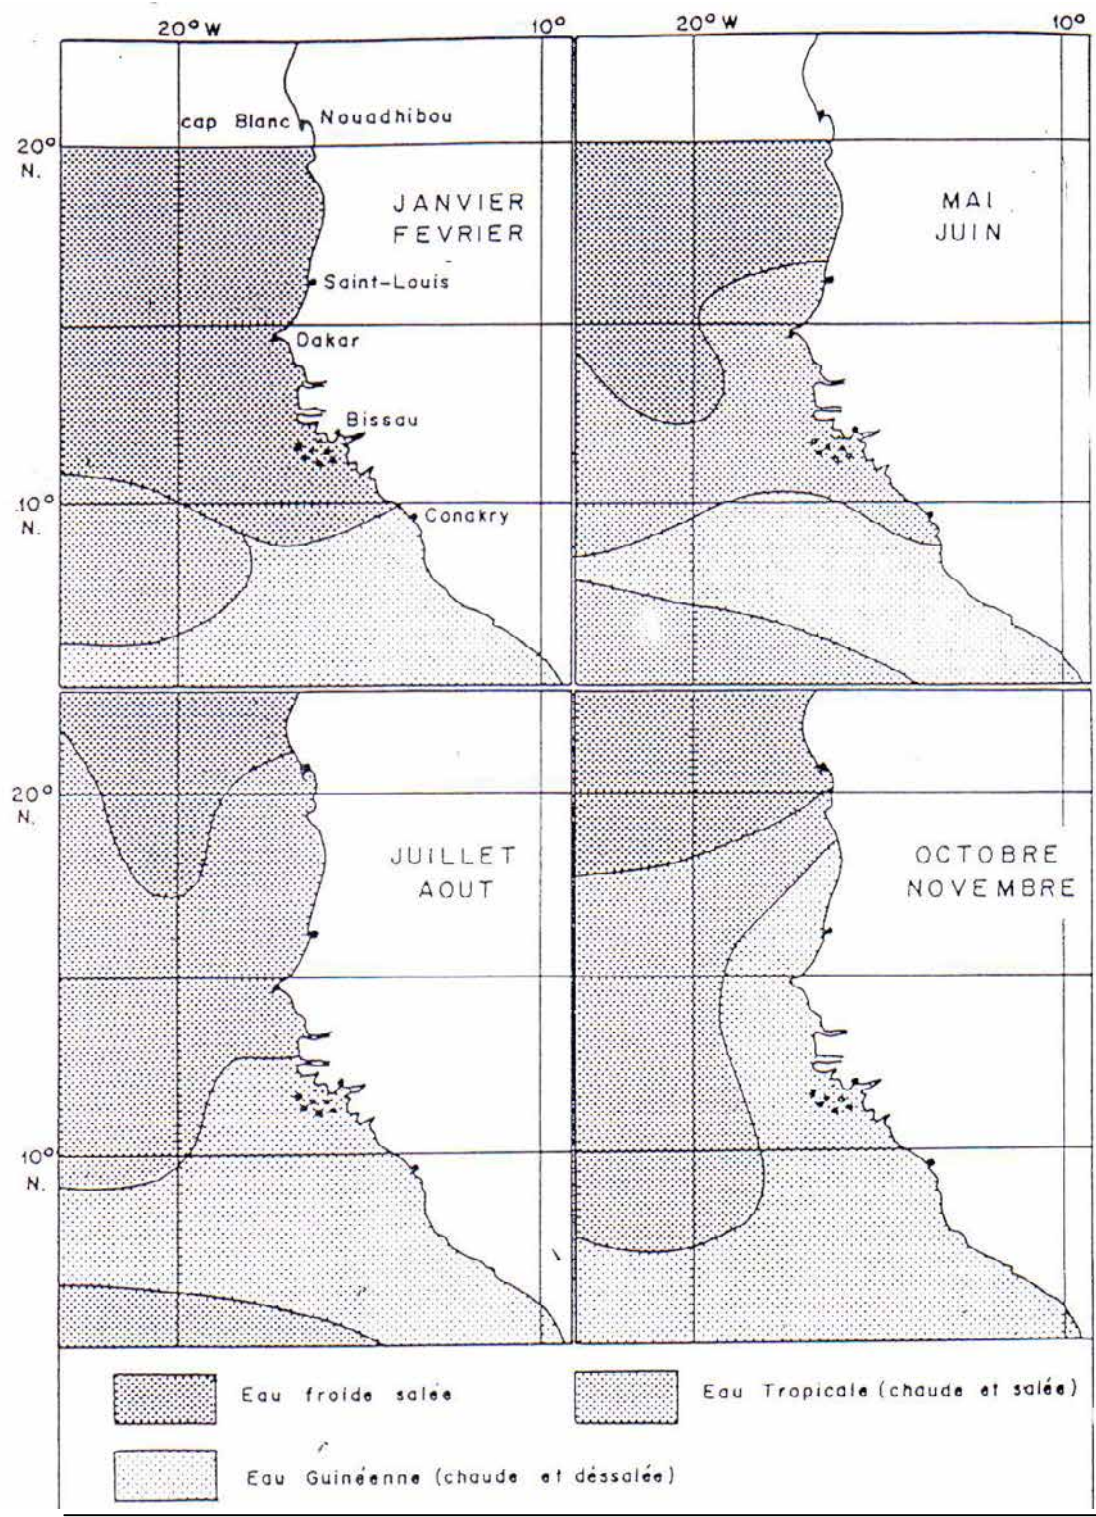 20° W
10°
20° W
10°
cap Blanc
Nouadhibou
20°
N.
JANVIER
FEVRIER
MAI
JUIN
Saint-Louis
Dakar
Bissau
10°
N.
Conakry
20°
N.
JUILLET
AOUT
OCTOBRE
NOVEMBRE
10°
N.
Eau froide salée
Eau Tropicale (chaude et salée)
Eau Guinéenne (chaude et déssalée)